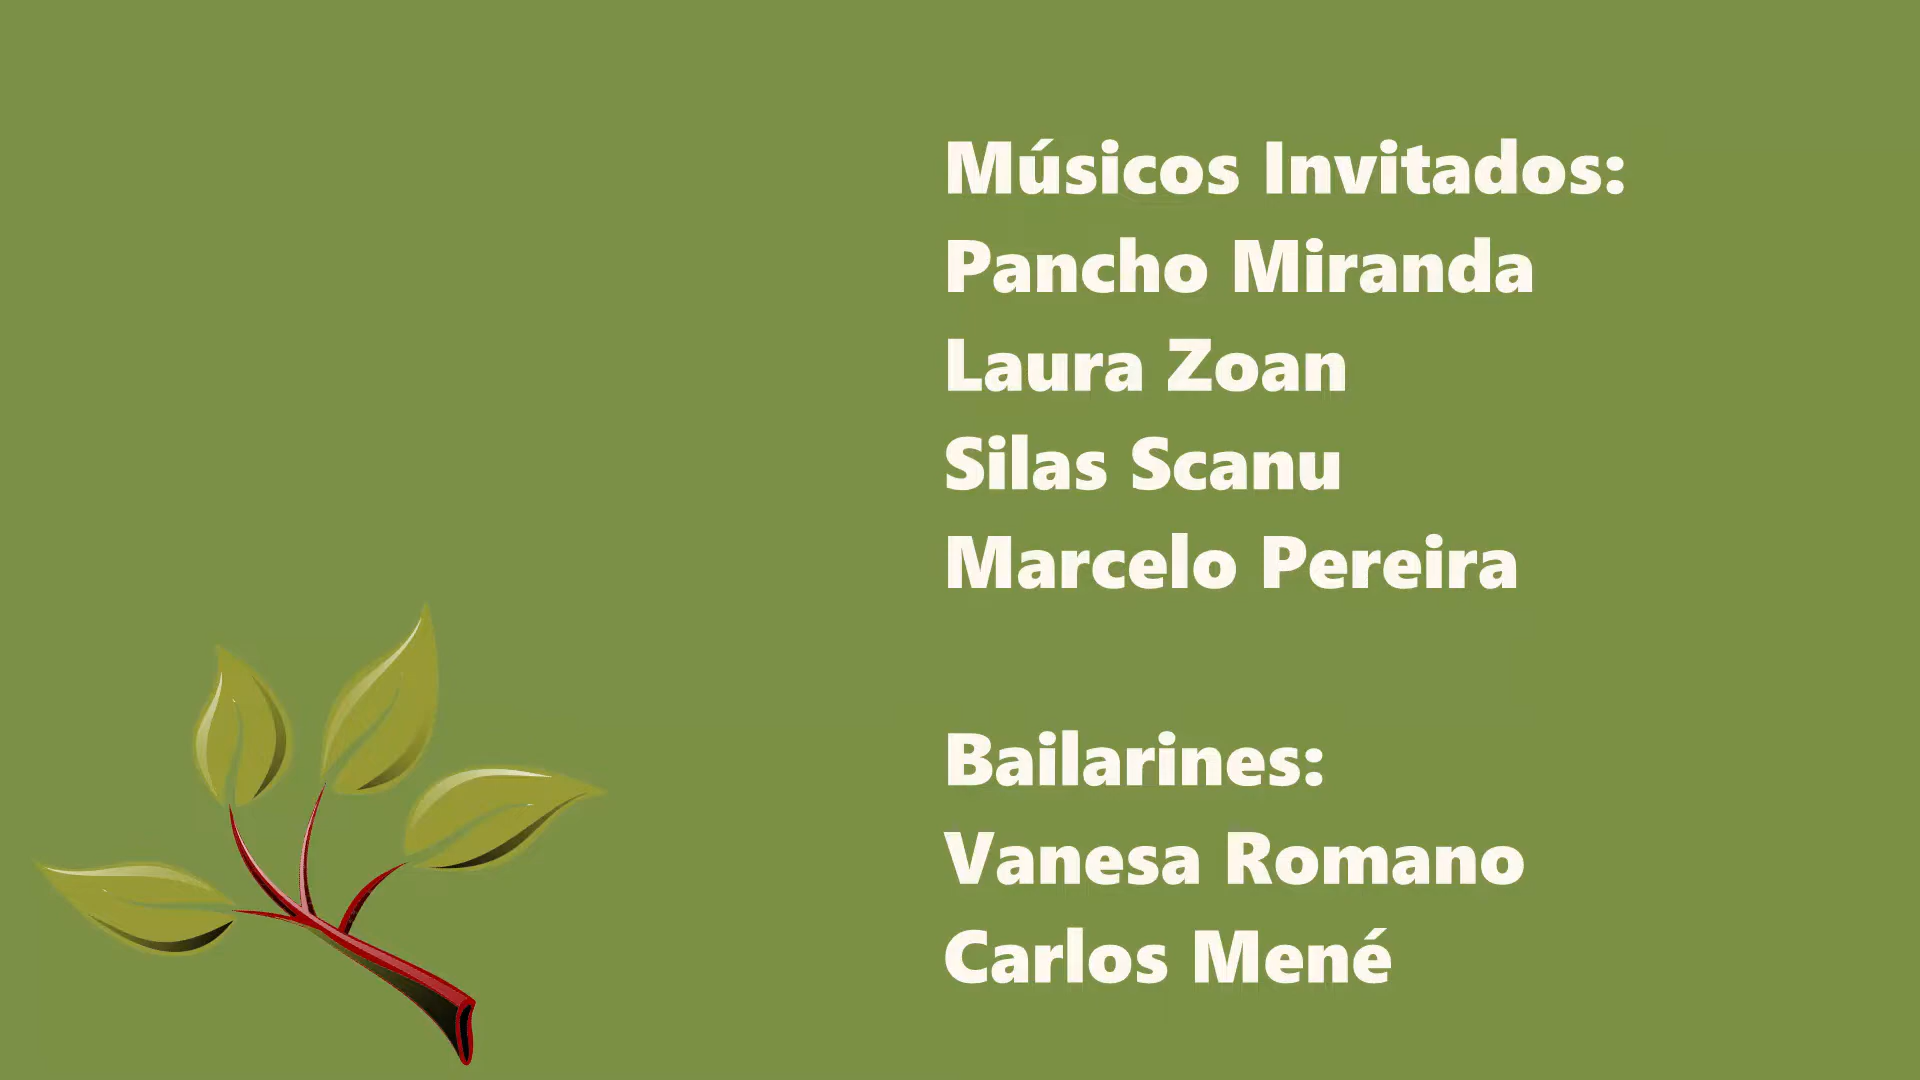 Músicos Invitados:
Pancho Miranda
Laura Zoan
Silas Scanu
Marcelo Pereira
Bailarines:
Vanesa Romano
Carlos Mené